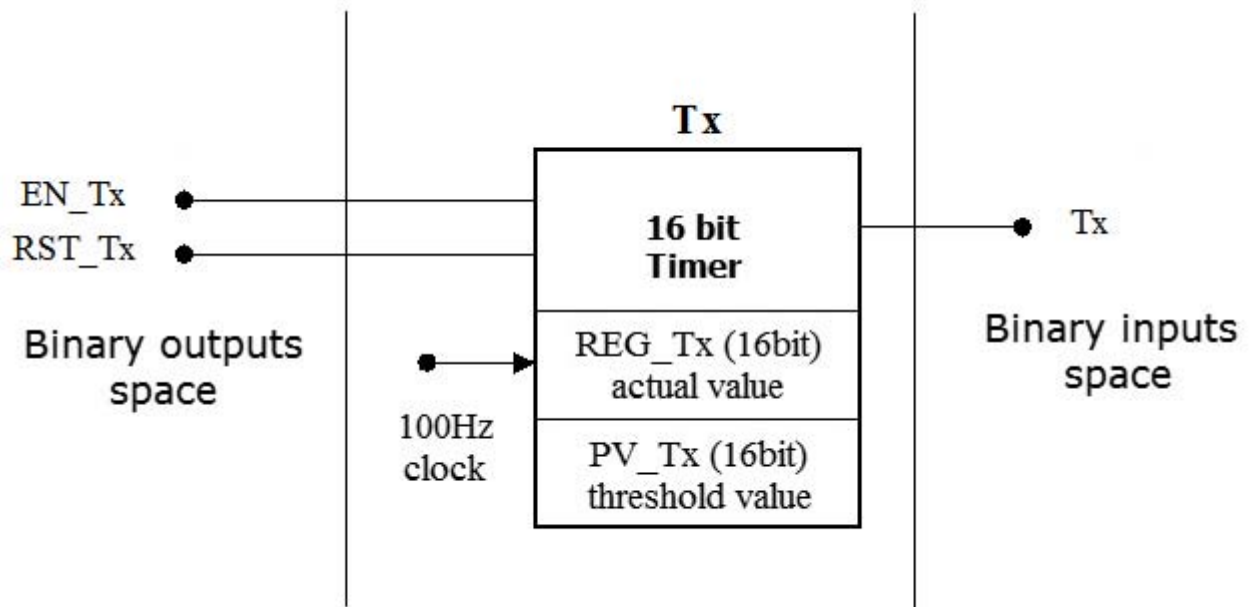 Tx
EN_Tx
RST_Tx
Binary outputs
space
16 bit
Timer
REG_Tx (16bit)
actual value
PV_Tx (16bit)
threshold value
100Hz
clock
Tx
Binary inputs
space